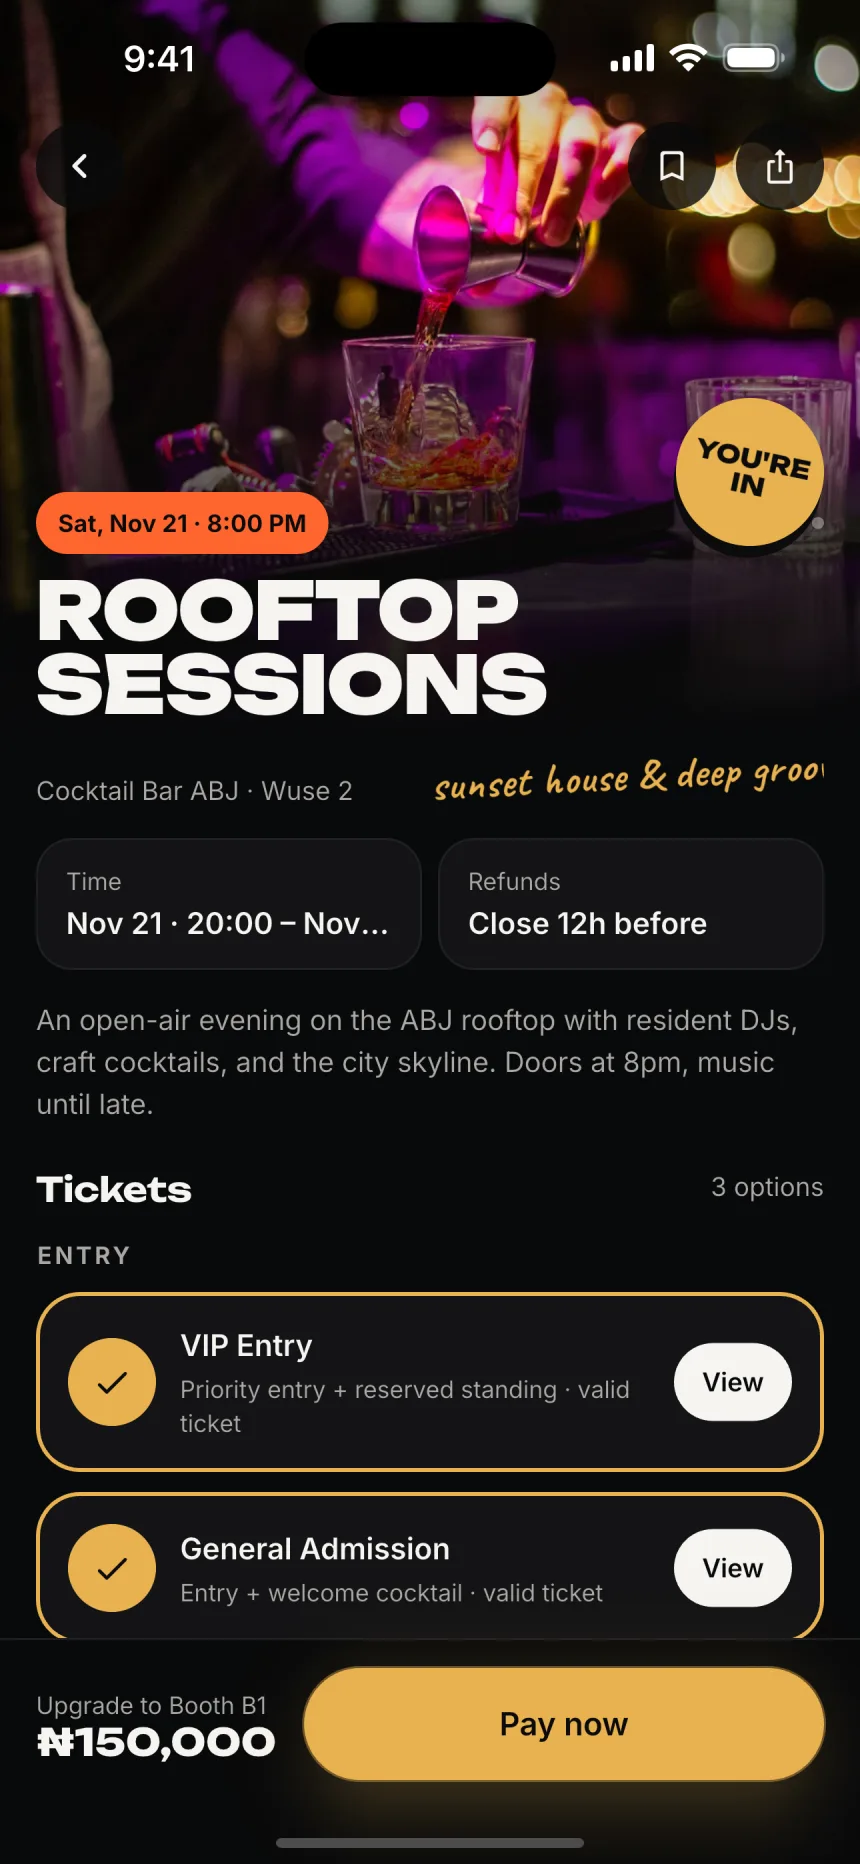 9:41
YOU'RE
IN
Sat, Nov 21 · 8:00 PM
ROOFTOP
SESSIONS
Cocktail Bar ABJ · Wuse 2
sunset house & deep groo
Time
Nov 21 · 20:00 – Nov...
Refunds
Close 12h before
An open-air evening on the ABJ rooftop with resident DJs,
craft cocktails, and the city skyline. Doors at 8pm, music
until late.
Tickets
3 options
ENTRY
VIP Entry
Priority entry + reserved standing · valid
ticket
View
General Admission
Entry + welcome cocktail · valid ticket
View
Upgrade to Booth B1
₦150,000
Pay now